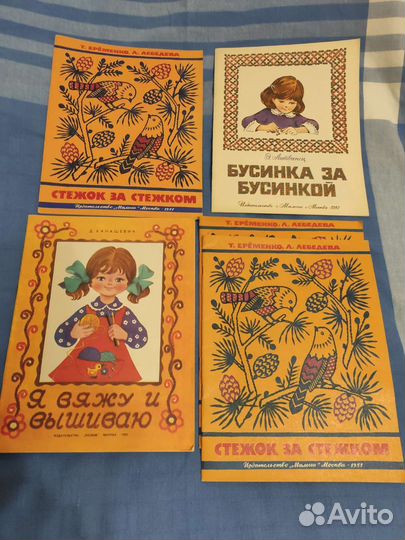 Т. ЕРЁМЕНКО, Л. ЛЕБЕДЕВА
СТЕЖОК ЗА СТЕЖКОМ
Издательство „Малыш“ Москва -
БУСИНКА ЗА
БУСИНКОЙ
Издательство „Малыш“ Москва
Я ВЯЖУ И
ВЫШИВАЮ
Т. ЕРЁМЕНКО, Л. ЛЕБЕДЕВА
Т. ЕРЁМЕНКО, Л. ЛЕБЕДЕВА
СТЕЖОК ЗА СТЕЖКОМ
Издательство „Малыш“ Москва -
Avito